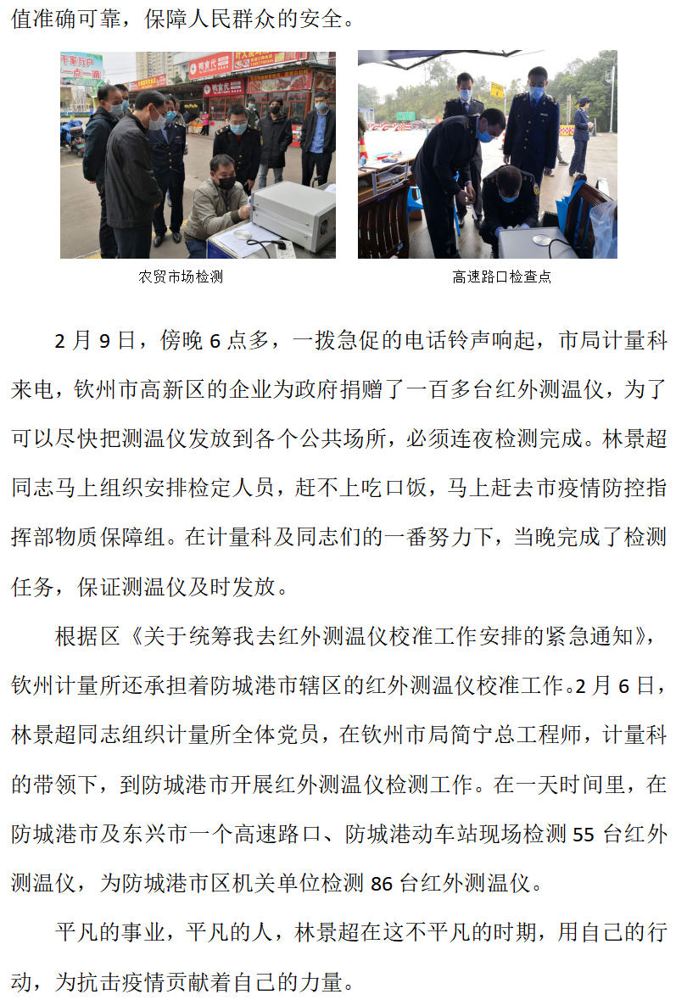 值准确可靠，保障人民群众的安全。
千家万户
一点一滴
鸭食代
鸭食代
农贸市场检测
高速路口检查点
2月9日，傍晚6点多，一拨急促的电话铃声响起，市局计量科
来电，钦州市高新区的企业为政府捐赠了一百多台红外测温仪，为了
可以尽快把测温仪发放到各个公共场所，必须连夜检测完成。林景超
同志马上组织安排检定人员，赶不上吃口饭，马上赶去市疫情防控指
挥部物质保障组。在计量科及同志们的一番努力下，当晚完成了检测
任务，保证测温仪及时发放。
根据区《关于统筹我去红外测温仪校准工作安排的紧急通知》，
钦州计量所还承担着防城港市辖区的红外测温仪校准工作。2月6日，
林景超同志组织计量所全体党员，在钦州市局简宁总工程师，计量科
的带领下，到防城港市开展红外测温仪检测工作。在一天时间里，在
防城港市及东兴市一个高速路口、防城港动车站现场检测55台红外
测温仪，为防城港市区机关单位检测86台红外测温仪。
平凡的事业，平凡的人，林景超在这不平凡的时期，用自己的行
动，为抗击疫情贡献着自己的力量。